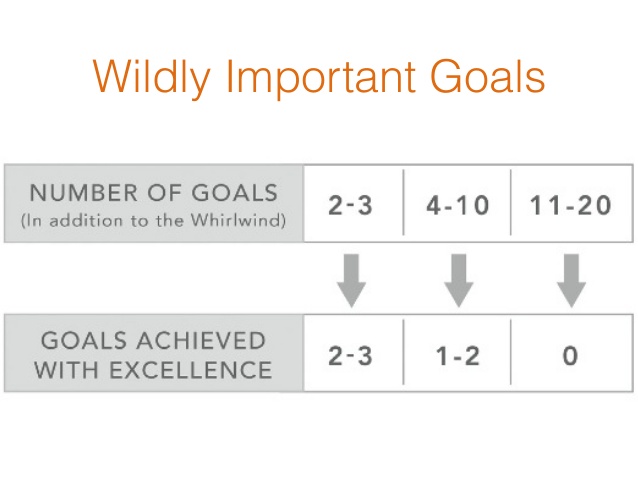 Wildly Important Goals
NUMBER OF GOALS
(In addition to the Whirlwind)
2-3
4-10
11-20
GOALS ACHIEVED
WITH EXCELLENCE
2-3
1-2
0